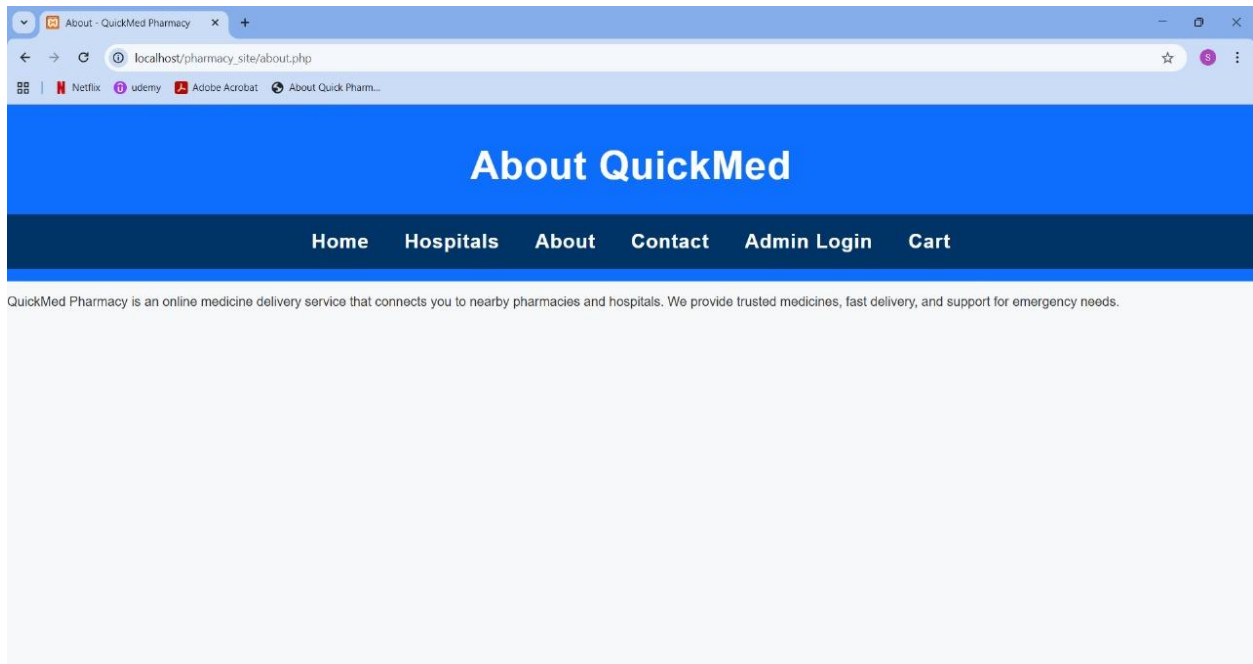 About - QuickMed Pharmacy
localhost/pharmacy_site/about.php
S
Netflix udemy Adobe Acrobat About Quick Pharm...
About QuickMed
Home Hospitals About Contact Admin Login Cart
QuickMed Pharmacy is an online medicine delivery service that connects you to nearby pharmacies and hospitals. We provide trusted medicines, fast delivery, and support for emergency needs.